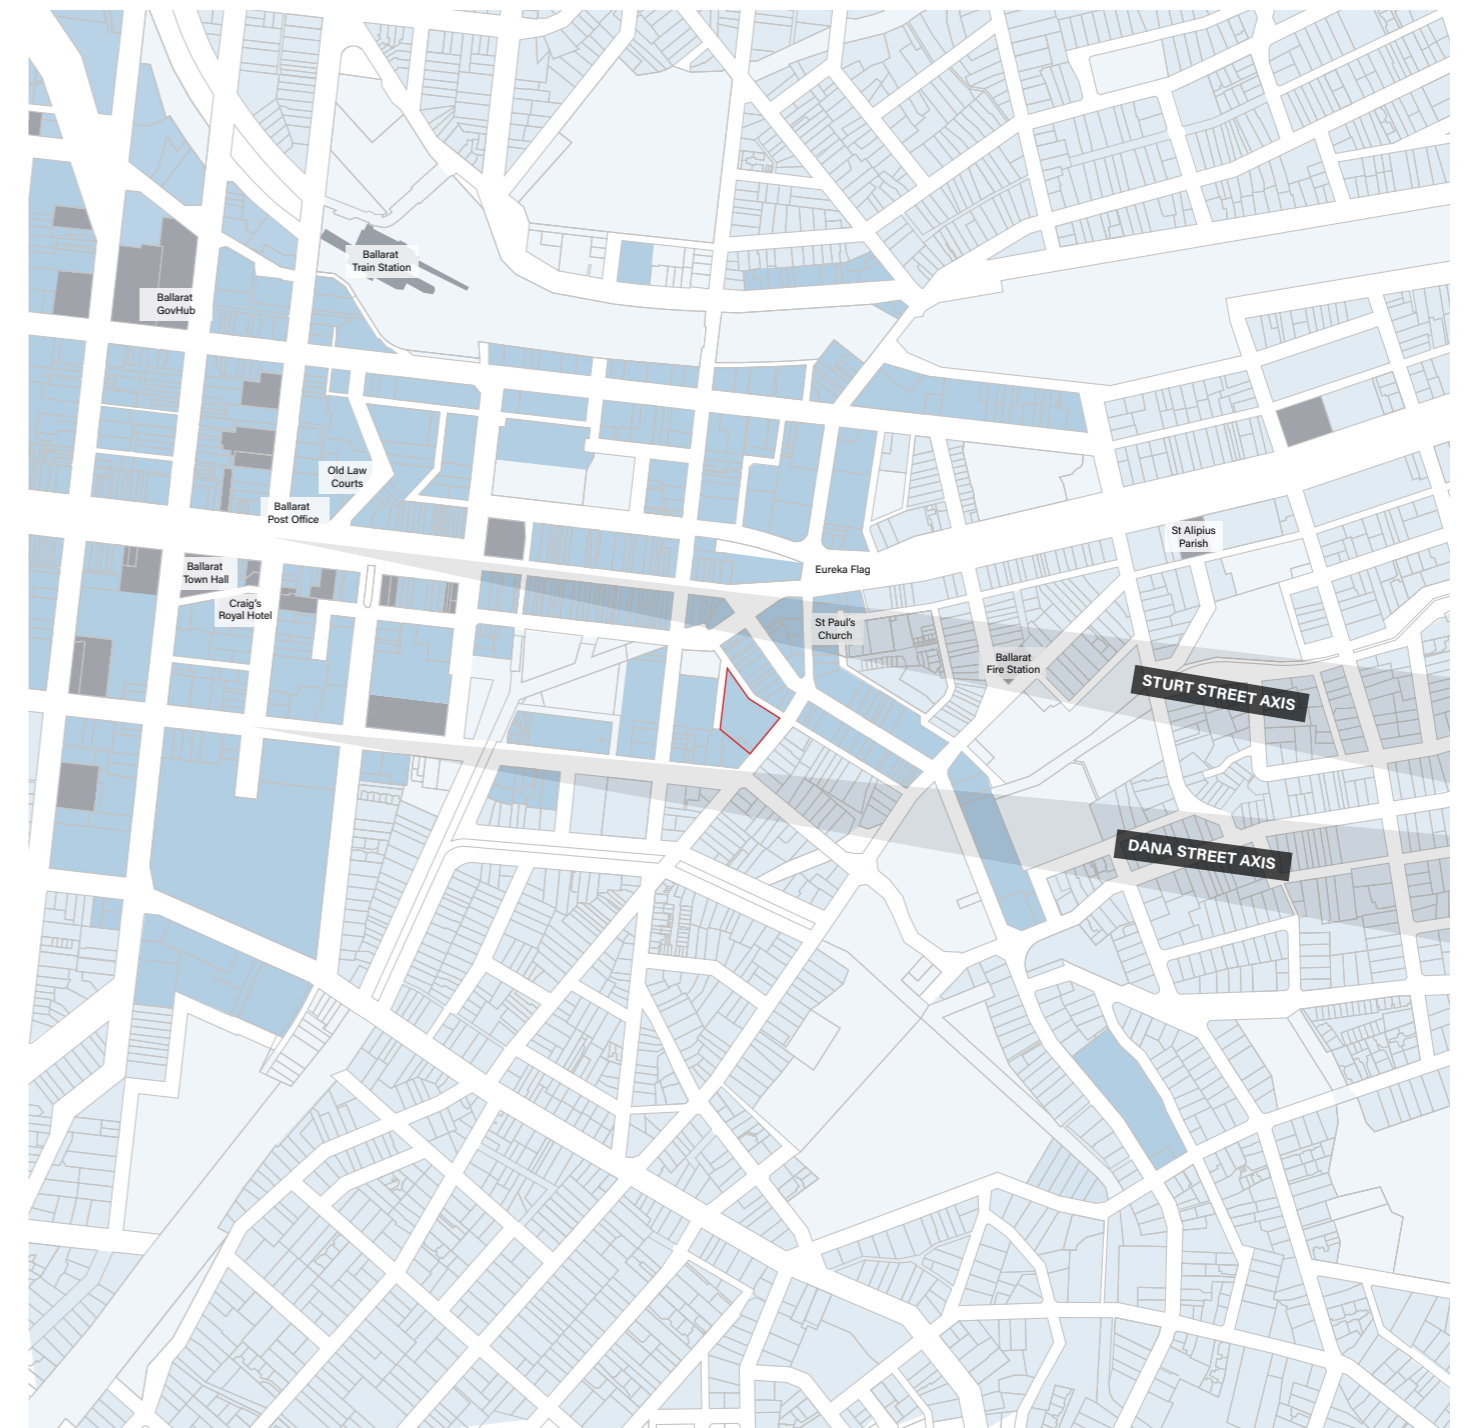 Ballarat
Train Station
Ballarat
GovHub
Old Law
Courts
Ballarat
Post Office
St Alipius
Parish
Ballarat
Town Hall
Eureka Flag
Craig's
Royal Hotel
St Paul's
Church
Ballarat
Fire Station
STURT STREET AXIS
DANA STREET AXIS